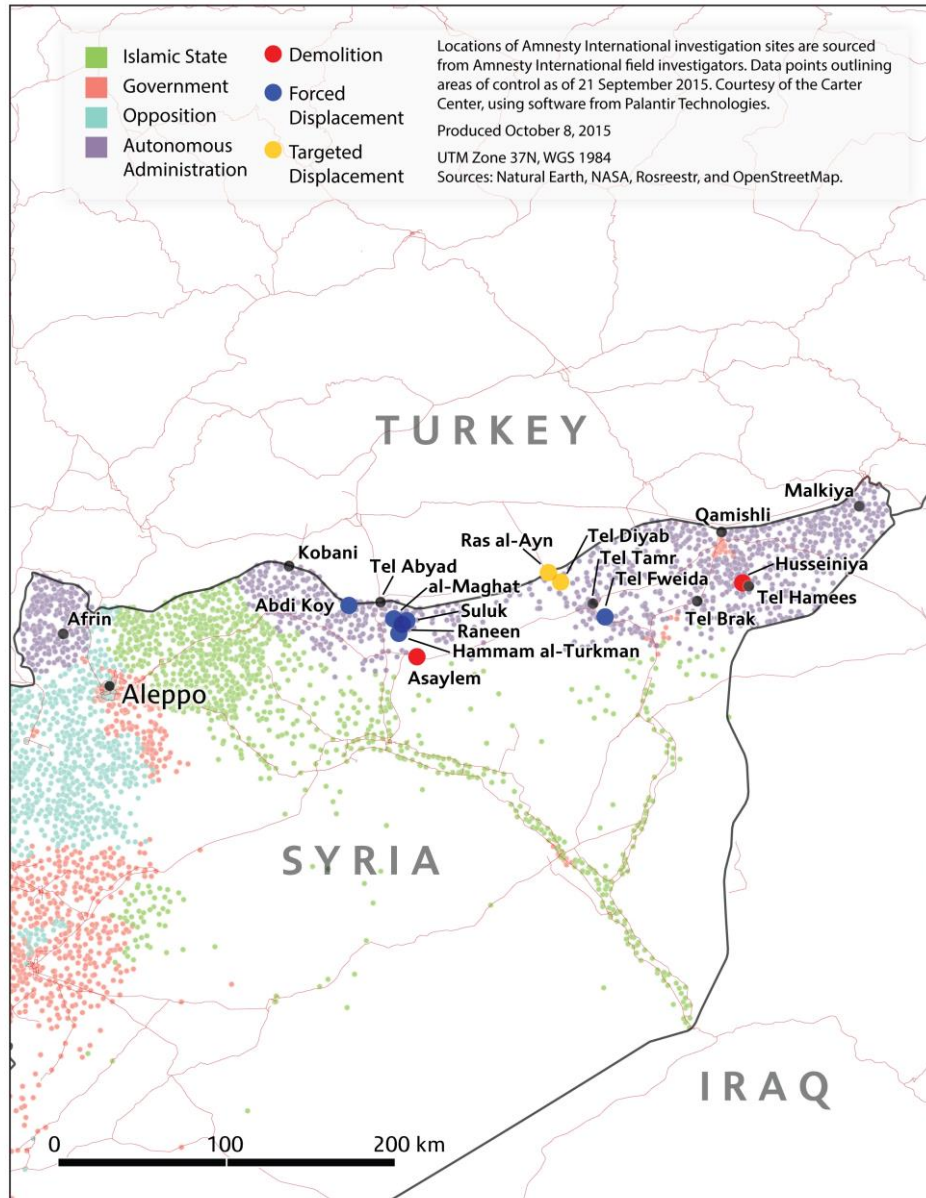 Islamic State
Government
Opposition
Autonomous
Administration
Demolition
Forced
Displacement
Targeted
Displacement
Locations of Amnesty International investigation sites are sourced
from Amnesty International field investigators. Data points outlining
areas of control as of 21 September 2015. Courtesy of the Carter
Center, using software from Palantir Technologies.
Produced October 8, 2015
UTM Zone 37N, WGS 1984
Sources: Natural Earth, NASA, Rosreestr, and OpenStreetMap.
TURKEY
Malkiya
Qamishli
Ras al-Ayn
Tel Diyab
Kobani
Tel Tamr
Husseiniya
Tel Abyad
Tel Fweida
al-Maghat
Tel Hamees
Abdi Koy
Suluk
Tel Brak
Afrin
Raneen
Hammam al-Turkman
Asaylem
Aleppo
SYRIA
IRAQ
0
100
200 km